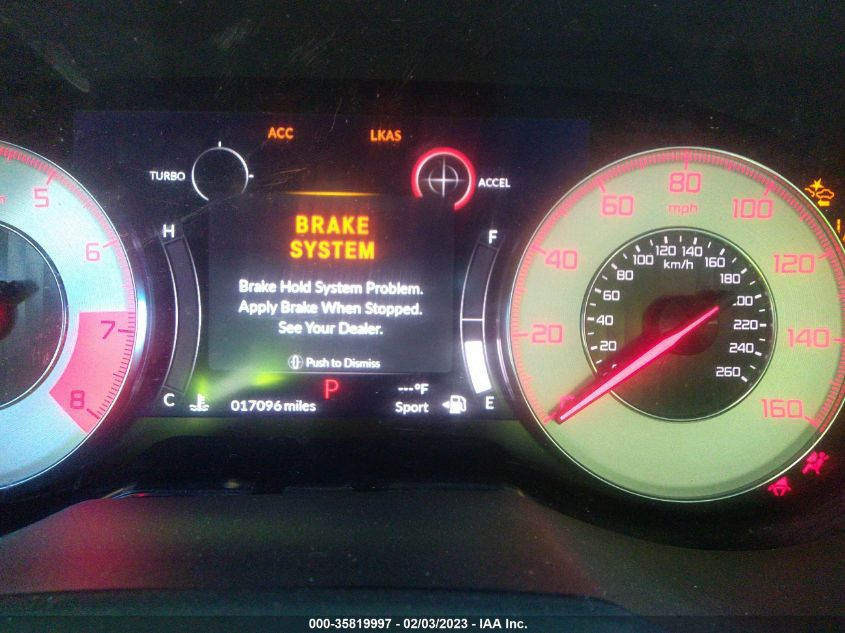 ACC LKAS
TURBO
ACCEL
BRAKE
SYSTEM
Brake Hold System Problem.
Apply Brake When Stopped.
See Your Dealer.
Push to Dismiss
H
C
F
E
P
017096 miles
---°F
Sport
5
6
7
8
20
40
60
80
100
120
140
160
mph
km/h
20
40
60
80
100
120
140
160
180
220
240
260
000-35819997 - 02/03/2023 - IAA Inc.